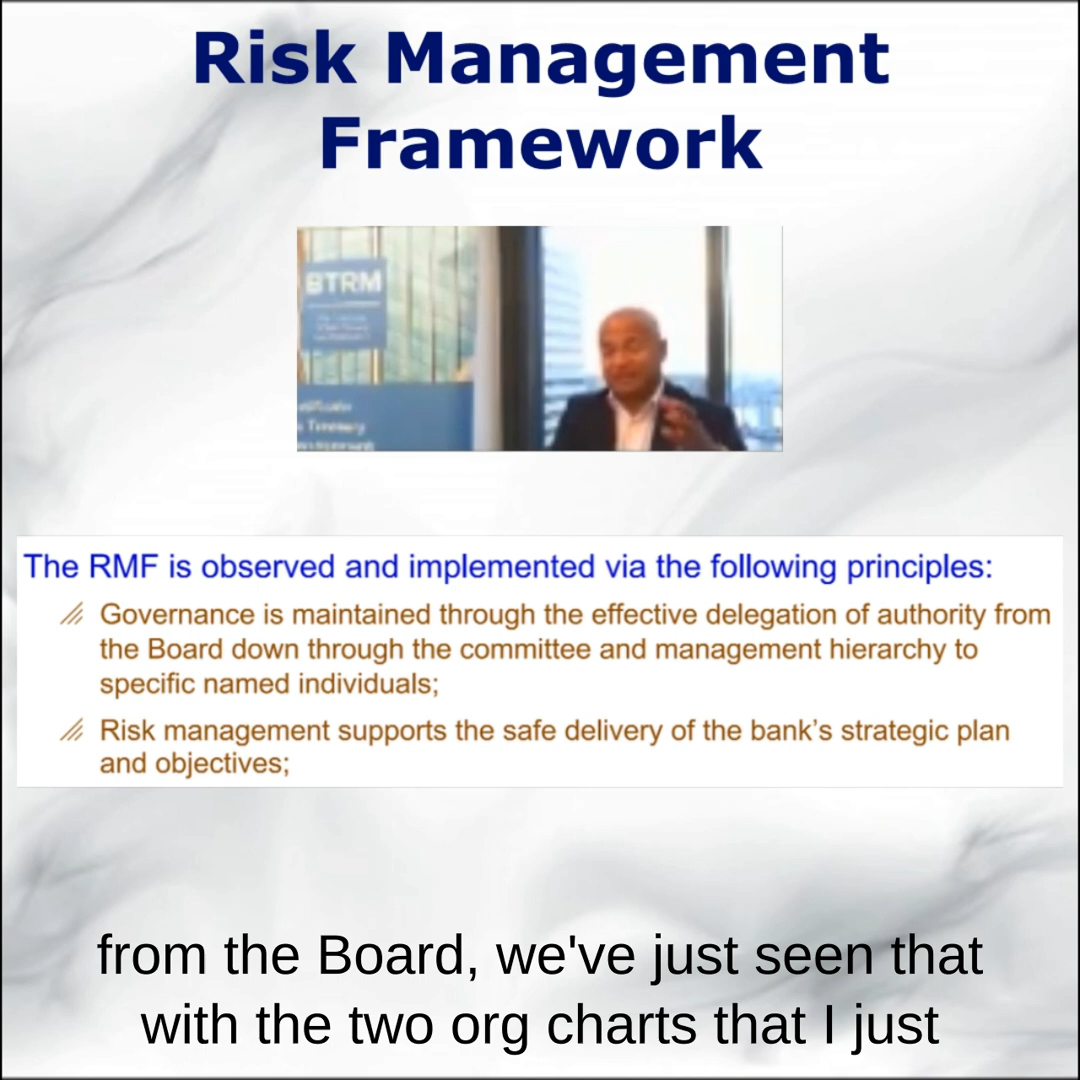 Risk Management
Framework
BTRM
The RMF is observed and implemented via the following principles:
Governance is maintained through the effective delegation of authority from
the Board down through the committee and management hierarchy to
specific named individuals;
Risk management supports the safe delivery of the bank’s strategic plan
and objectives;
from the Board, we've just seen that
with the two org charts that I just